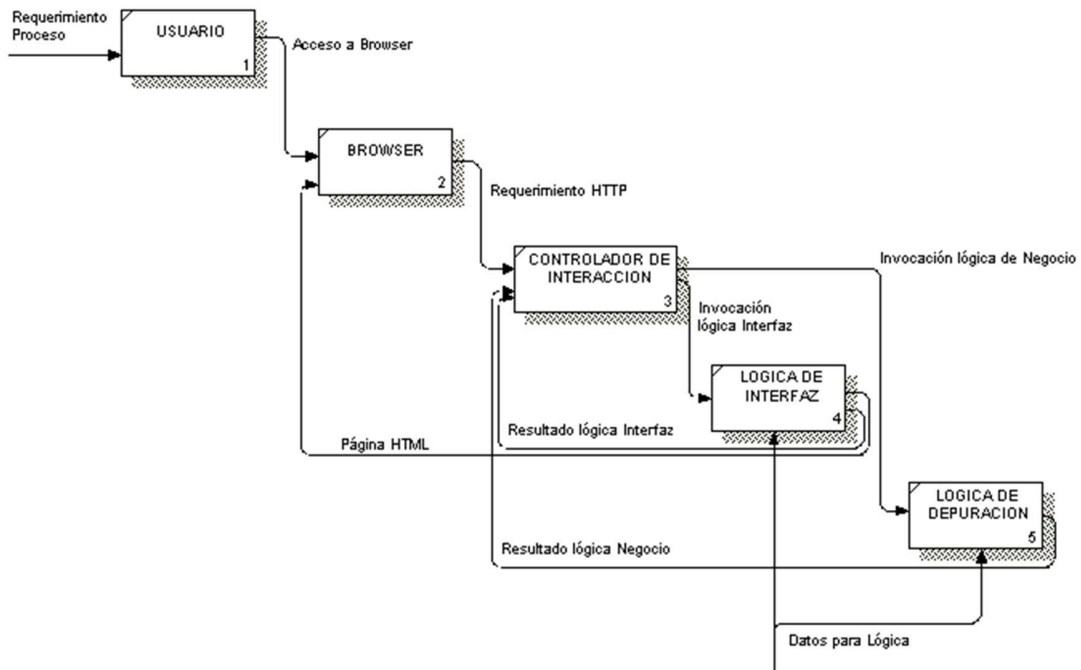 Requerimiento
Proceso
USUARIO
1
Acceso a Browser
BROWSER
2
Requerimiento HTTP
CONTROLADOR DE
INTERACCION
3
Invocación lógica de Negocio
Invocación
lógica Interfaz
LOGICA DE
INTERFAZ
4
Resultado lógica Interfaz
Página HTML
LOGICA DE
DEPURACION
5
Resultado lógica Negocio
Datos para Lógica